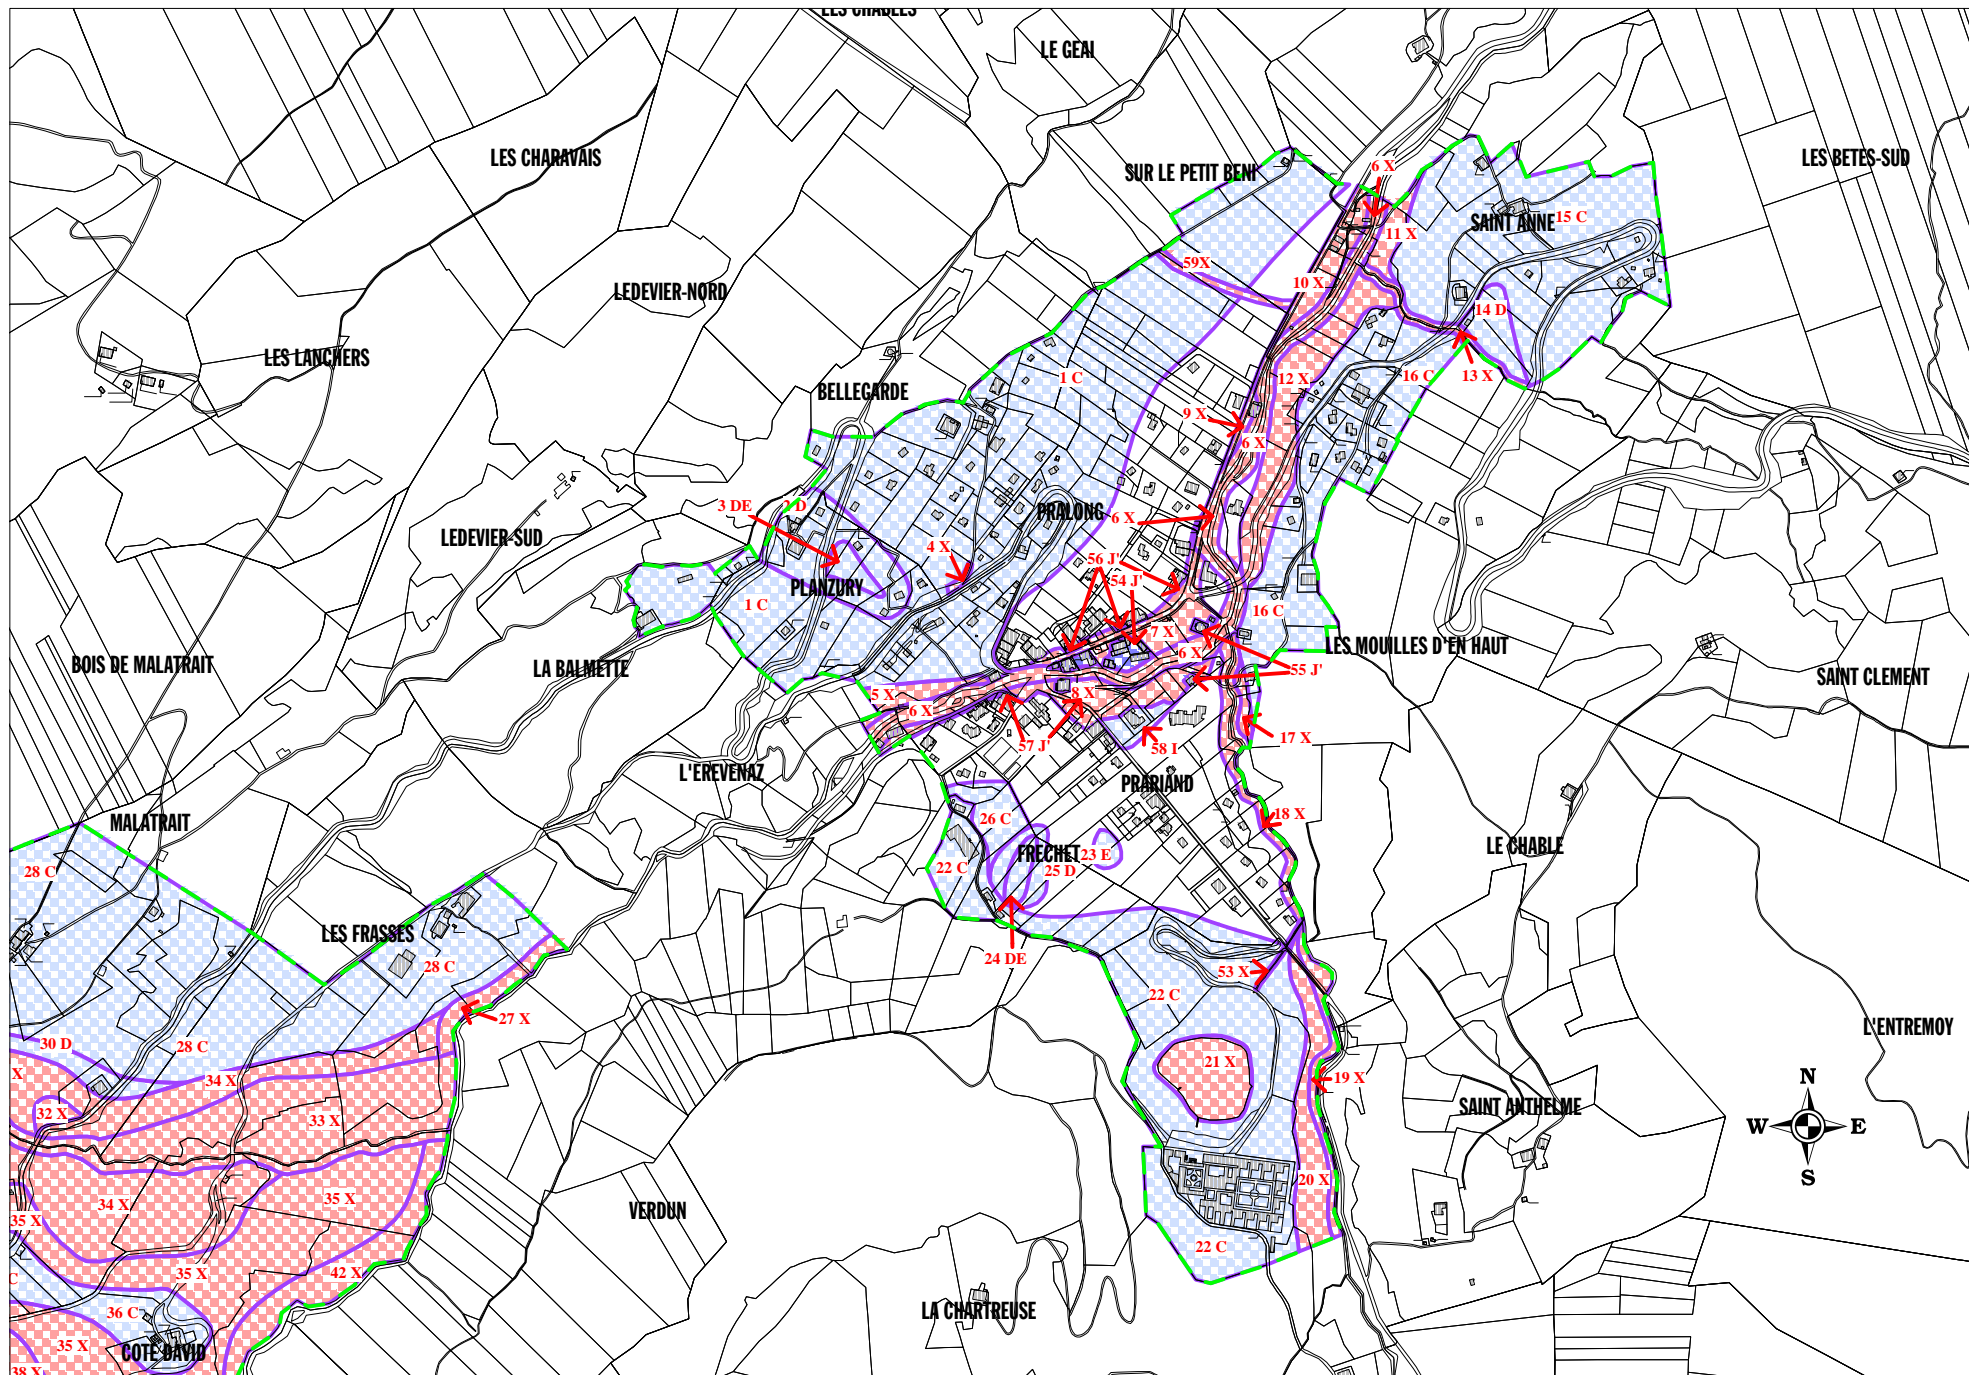 LES CHABLES
LE GEAI
LES CHARAVAIS
SUR LE PETIT BENI
6 X
LES BETES-SUD
SAINT ANNE
15 C
11 X
59X
10 X
LEDEVIER-NORD
14 D
LES LANCHERS
1 C
12 X
16 C
13 X
BELLEGARDE
9 X
6 X
3 DE
2 D
PRALONG
6 X
LEDEVIER-SUD
4 X
56 J'
54 J'
PLANZURY
1 C
16 C
7 X
LES MOUILLES D'EN HAUT
6 X
BOIS DE MALATRAIT
LA BALMETTE
55 J'
SAINT CLEMENT
5 X
8 X
6 X
57 J'
58 I
17 X
L'EREVENAZ
PRARIAND
MALATRAIT
26 C
18 X
LE CHABLE
FRECHET
23 E
28 C
22 C
25 D
LES FRASSES
24 DE
28 C
53 X
22 C
27 X
L'ENTREMOY
30 D
28 C
21 X
X
34 X
19 X
N
32 X
33 X
SAINT ANTHELME
W
E
S
34 X
35 X
20 X
35 X
VERDUN
22 C
35 X
42 X
C
36 C
LA CHARTREUSE
35 X
COTE DAVID
38 X